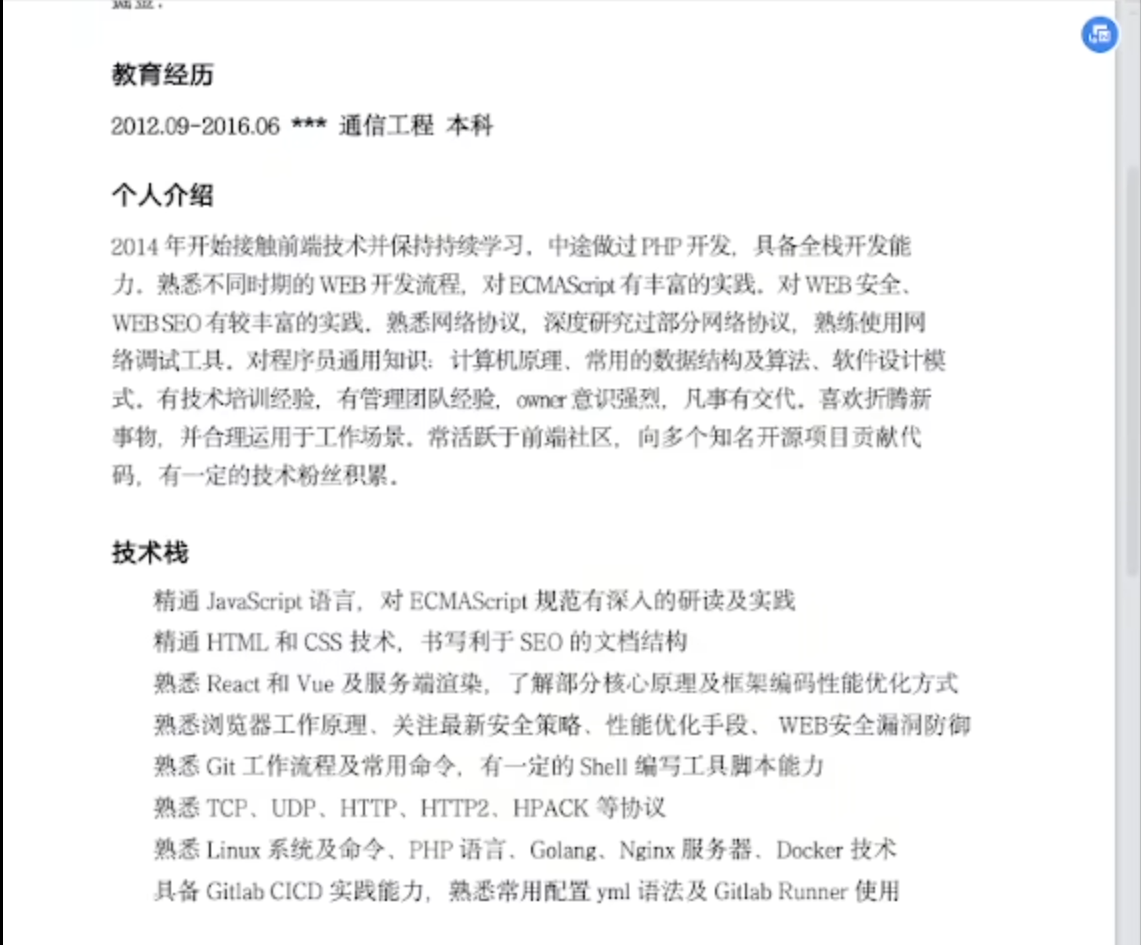 掘金:
教育经历
2012.09-2016.06 *** 通信工程 本科
个人介绍
2014 年开始接触前端技术并保持持续学习，中途做过 PHP 开发，具备全栈开发能
力。熟悉不同时期的 WEB 开发流程，对 ECMAScript 有丰富的实践。对 WEB 安全、
WEB SEO 有较丰富的实践。熟悉网络协议，深度研究过部分网络协议，熟练使用网
络调试工具。对程序员通用知识：计算机原理、常用的数据结构及算法、软件设计模
式。有技术培训经验，有管理团队经验，owner 意识强烈，凡事有交代。喜欢折腾新
事物，并合理运用于工作场景。常活跃于前端社区，向多个知名开源项目贡献代
码，有一定的技术粉丝积累。
技术栈
精通 JavaScript 语言，对 ECMAScript 规范有深入的研读及实践
精通 HTML 和 CSS 技术，书写利于 SEO 的文档结构
熟悉 React 和 Vue 及服务端渲染，了解部分核心原理及框架编码性能优化方式
熟悉浏览器工作原理、关注最新安全策略、性能优化手段、 WEB安全漏洞防御
熟悉 Git 工作流程及常用命令，有一定的 Shell 编写工具脚本能力
熟悉 TCP、UDP、HTTP、HTTP2、HPACK 等协议
熟悉 Linux 系统及命令、PHP 语言、Golang、Nginx 服务器、Docker 技术
具备 Gitlab CICD 实践能力，熟悉常用配置 yml 语法及 Gitlab Runner 使用